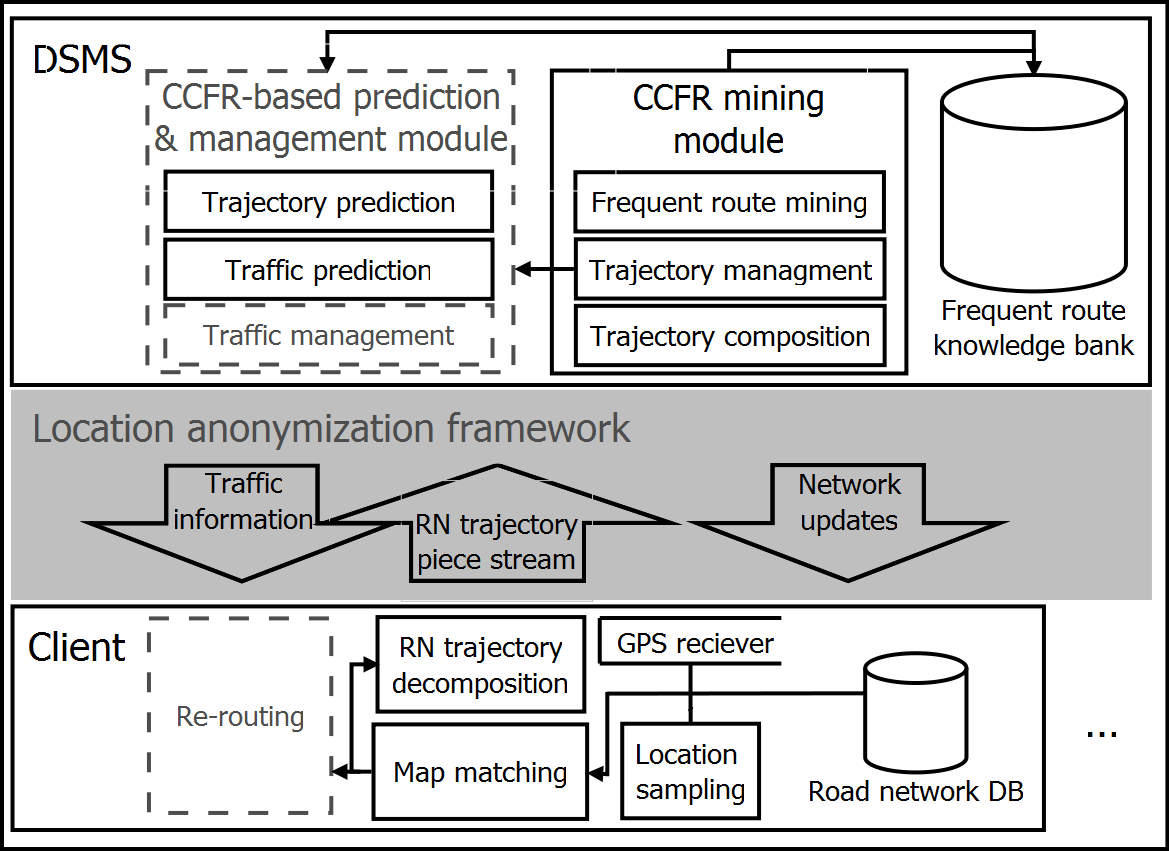 DSMS
CCFR-based prediction
& management module
Trajectory prediction
Traffic prediction
Traffic management
CCFR mining
module
Frequent route mining
Trajectory managment
Trajectory composition
Frequent route
knowledge bank
Location anonymization framework
Traffic
information
RN trajectory
piece stream
Network
updates
Client
Re-routing
RN trajectory
decomposition
Map matching
GPS reciever
Location
sampling
Road network DB
...